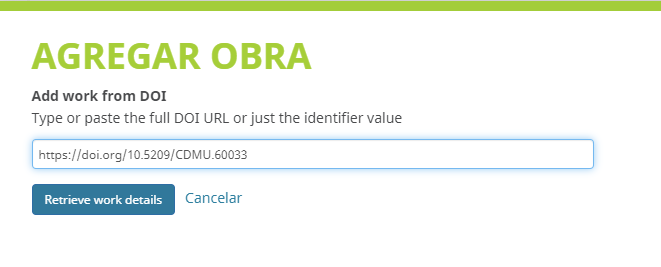 AGREGAR OBRA
Add work from DOI
Type or paste the full DOI URL or just the identifier value
https://doi.org/10.5209/CDMU.60033
Retrieve work details Cancelar